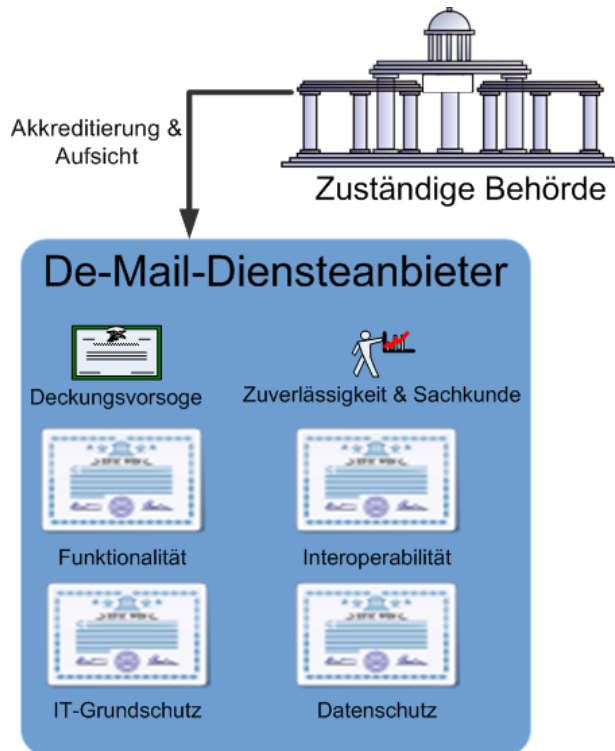 Zuständige Behörde
Akkreditierung &
Aufsicht
De-Mail-Diensteanbieter
Deckungsvorsoge
Zuverlässigkeit & Sachkunde
Funktionalität
Interoperabilität
IT-Grundschutz
Datenschutz